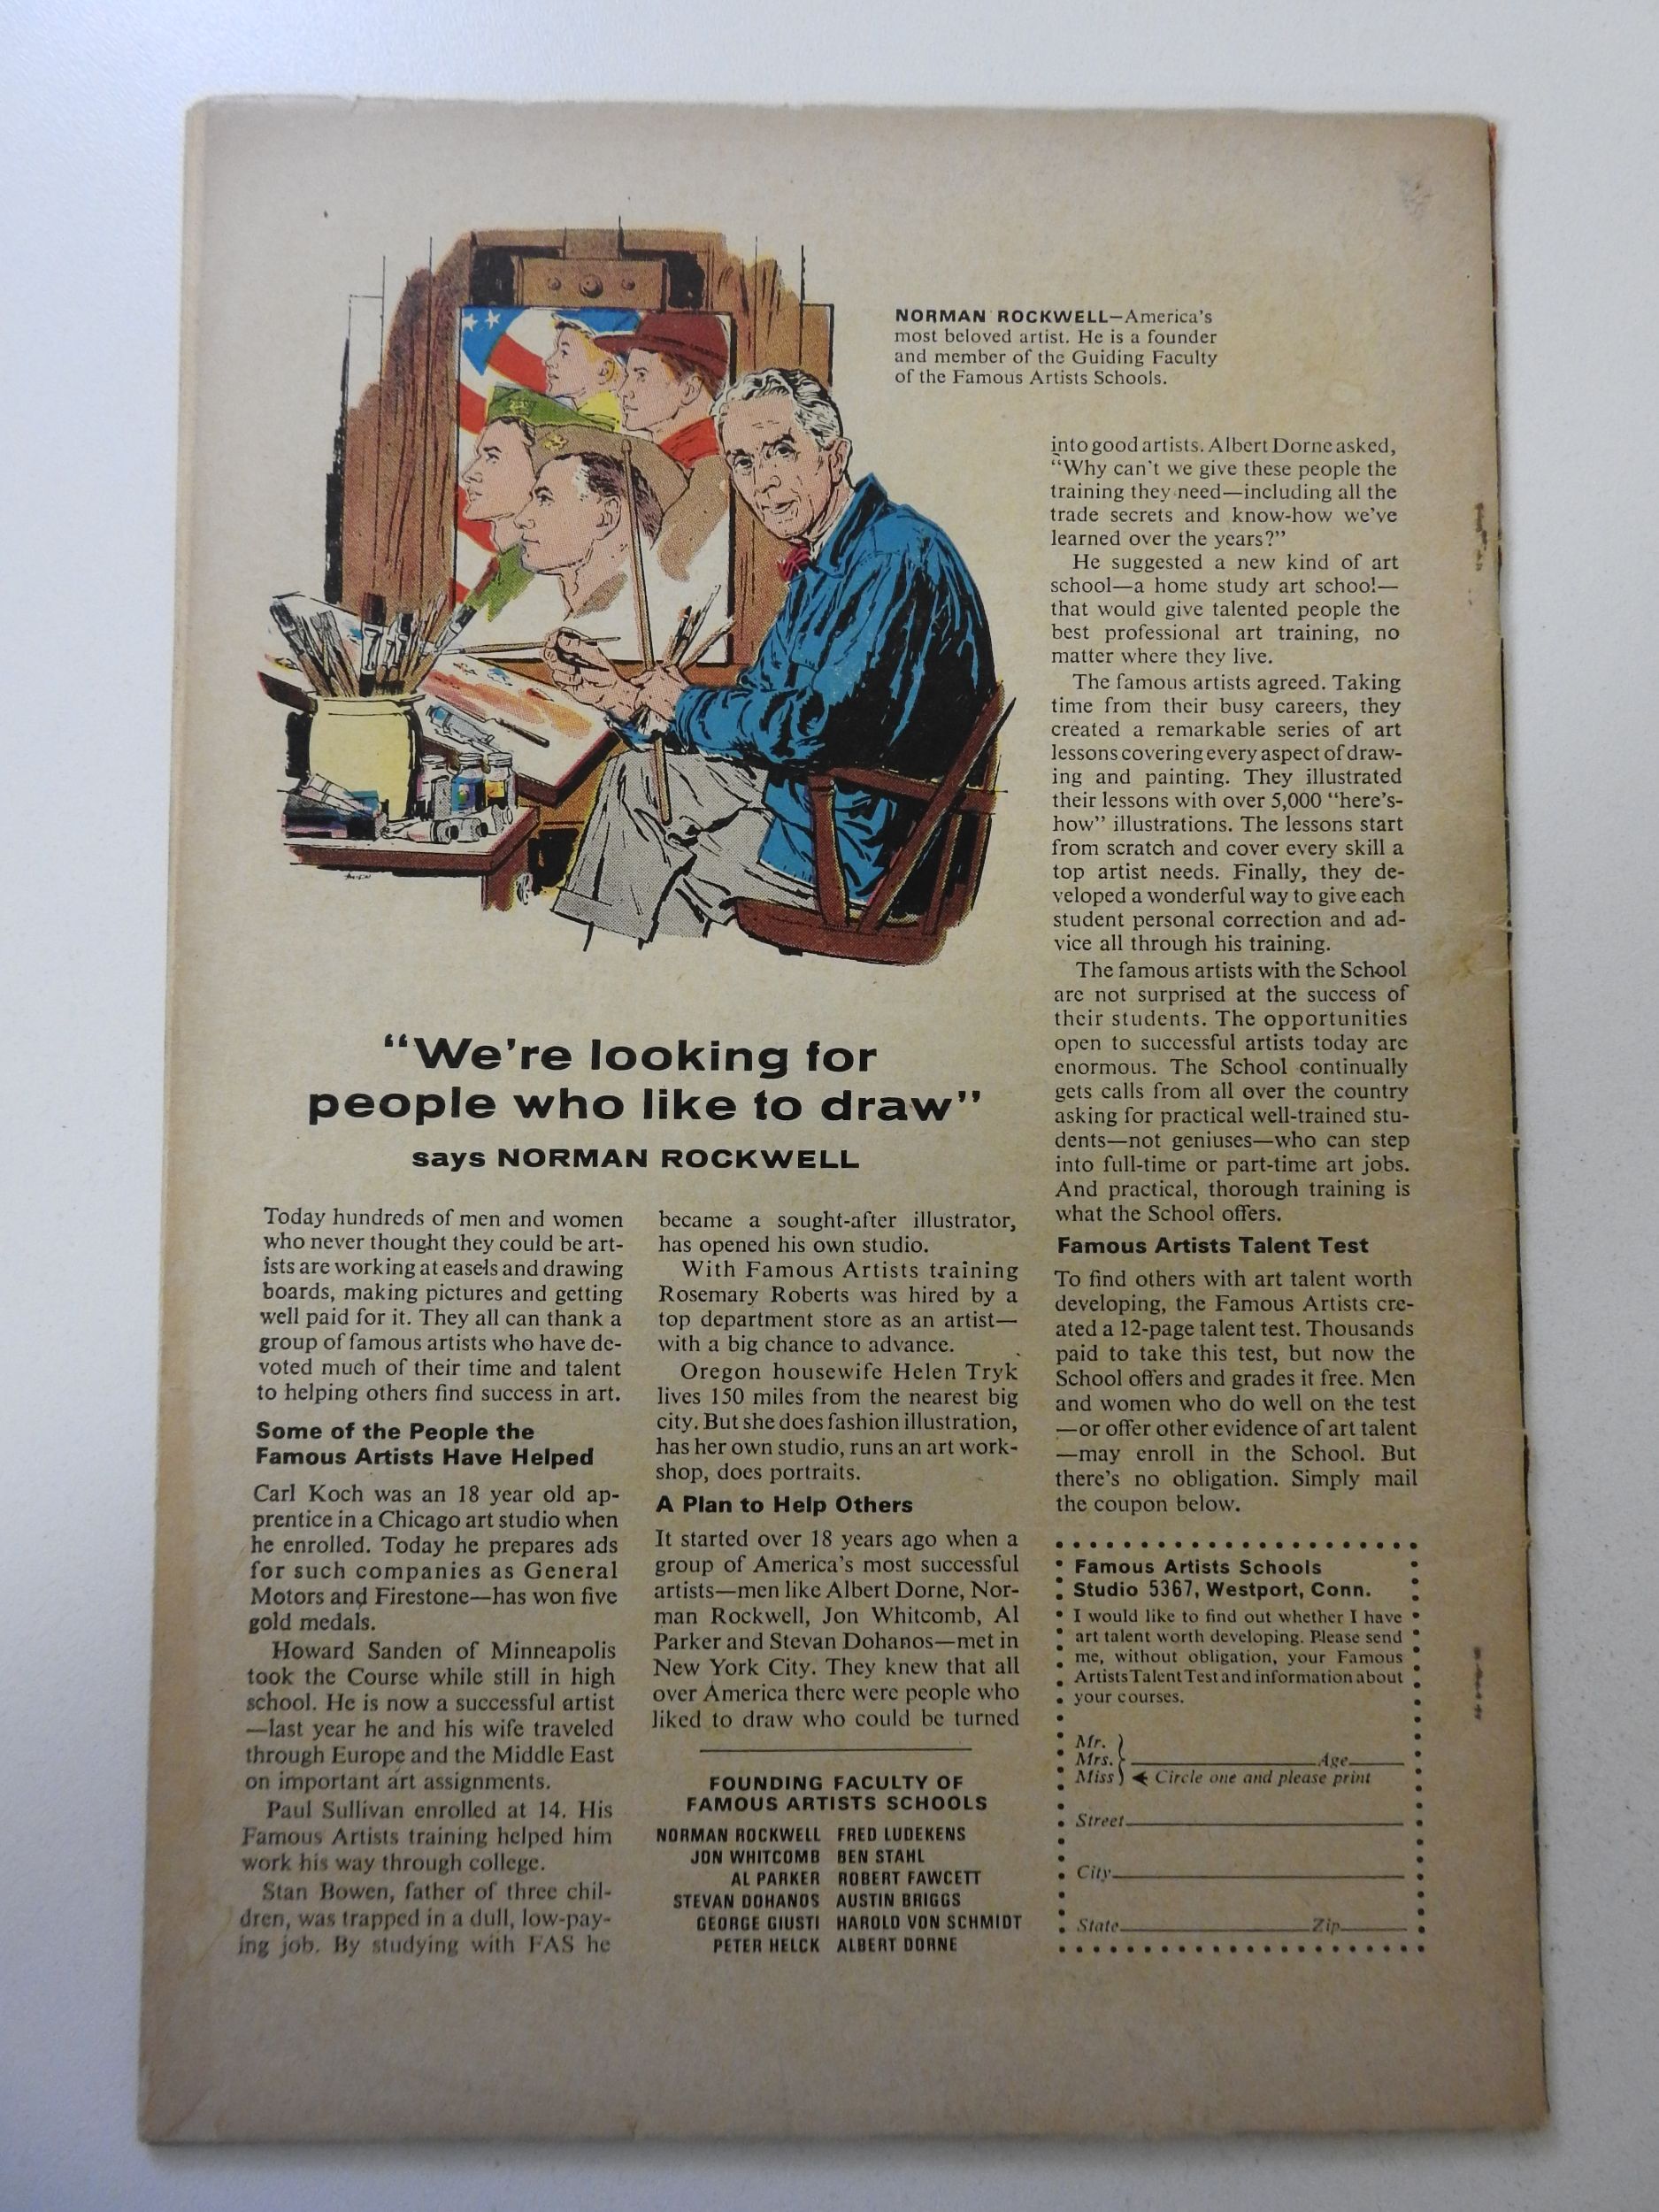 NORMAN ROCKWELL—America's
most beloved artist. He is a founder
and member of the Guiding Faculty
of the Famous Artists Schools.
"We're looking for
people who like to draw"
says NORMAN ROCKWELL
Today hundreds of men and women
who never thought they could be art-
ists are working at easels and drawing
boards, making pictures and getting
well paid for it. They all can thank a
group of famous artists who have de-
voted much of their time and talent
to helping others find success in art.
Some of the People the
Famous Artists Have Helped
Carl Koch was an 18 year old ap-
prentice in a Chicago art studio when
he enrolled. Today he prepares ads
for such companies as General
Motors and Firestone—has won five
gold medals.
Howard Sanden of Minneapolis
took the Course while still in high
school. He is now a successful artist
—last year he and his wife traveled
through Europe and the Middle East
on important art assignments.
Paul Sullivan enrolled at 14. His
Famous Artists training helped him
work his way through college.
Stan Bowen, father of three chil-
dren, was trapped in a dull, low-pay-
ing job. By studying with FAS he
became a sought-after illustrator,
has opened his own studio.
With Famous Artists training
Rosemary Roberts was hired by a
top department store as an artist—
with a big chance to advance.
Oregon housewife Helen Tryk
lives 150 miles from the nearest big
city. But she does fashion illustration,
has her own studio, runs an art work-
shop, does portraits.
A Plan to Help Others
It started over 18 years ago when a
group of America's most successful
artists—men like Albert Dorne, Nor-
man Rockwell, Jon Whitcomb, Al
Parker and Stevan Dohanos—met in
New York City. They knew that all
over America there were people who
liked to draw who could be turned
FOUNDING FACULTY OF
FAMOUS ARTISTS SCHOOLS
NORMAN ROCKWELL FRED LUDEKENS
JON WHITCOMB BEN STAHL
AL PARKER ROBERT FAWCETT
STEVAN DOHANOS AUSTIN BRIGGS
GEORGE GIUSTI HAROLD VON SCHMIDT
PETER HELCK ALBERT DORNE
into good artists. Albert Dorne asked,
"Why can't we give these people the
training they need—including all the
trade secrets and know-how we've
learned over the years?"
He suggested a new kind of art
school—a home study art school—
that would give talented people the
best professional art training, no
matter where they live.
The famous artists agreed. Taking
time from their busy careers, they
created a remarkable series of art
lessons covering every aspect of draw-
ing and painting. They illustrated
their lessons with over 5,000 "here's-
how" illustrations. The lessons start
from scratch and cover every skill a
top artist needs. Finally, they de-
veloped a wonderful way to give each
student personal correction and ad-
vice all through his training.
The famous artists with the School
are not surprised at the success of
their students. The opportunities
open to successful artists today are
enormous. The School continually
gets calls from all over the country
asking for practical well-trained stu-
dents—not geniuses—who can step
into full-time or part-time art jobs.
And practical, thorough training is
what the School offers.
Famous Artists Talent Test
To find others with art talent worth
developing, the Famous Artists cre-
ated a 12-page talent test. Thousands
paid to take this test, but now the
School offers and grades it free. Men
and women who do well on the test
—or offer other evidence of art talent
—may enroll in the School. But
there's no obligation. Simply mail
the coupon below.
Famous Artists Schools
Studio 5367, Westport, Conn.
I would like to find out whether I have
art talent worth developing. Please send
me, without obligation, your Famous
Artists Talent Test and information about
your courses.
Mr.
Mrs. Age
Miss Circle one and please print
Street
City
State Zip